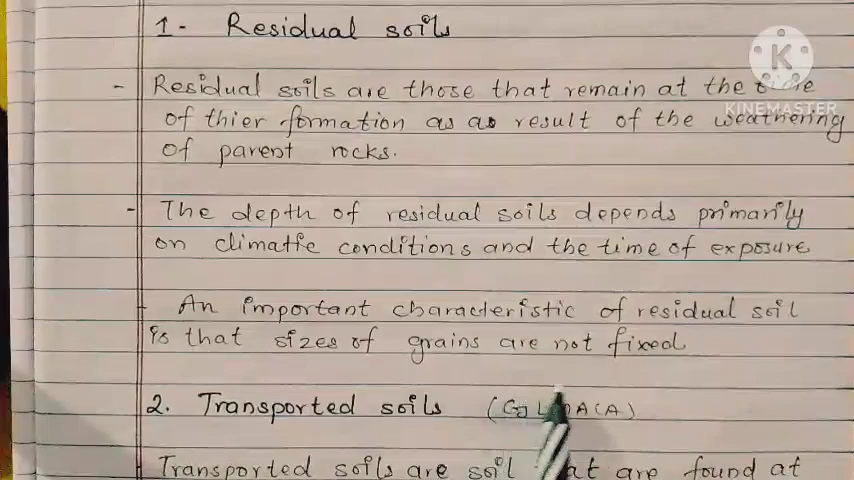 1- Residual soils
K
- Residual soils are those that remain at the
KINEMASTER
of thier formation as as result of the weathering
of parent rocks.
- The depth of residual soils depends primarily
on climatic conditions and the time of exposure
- An important characteristic of residual soil
is that sizes of grains are not fixed
2. Transported soils
Transported soils are soil at are found at